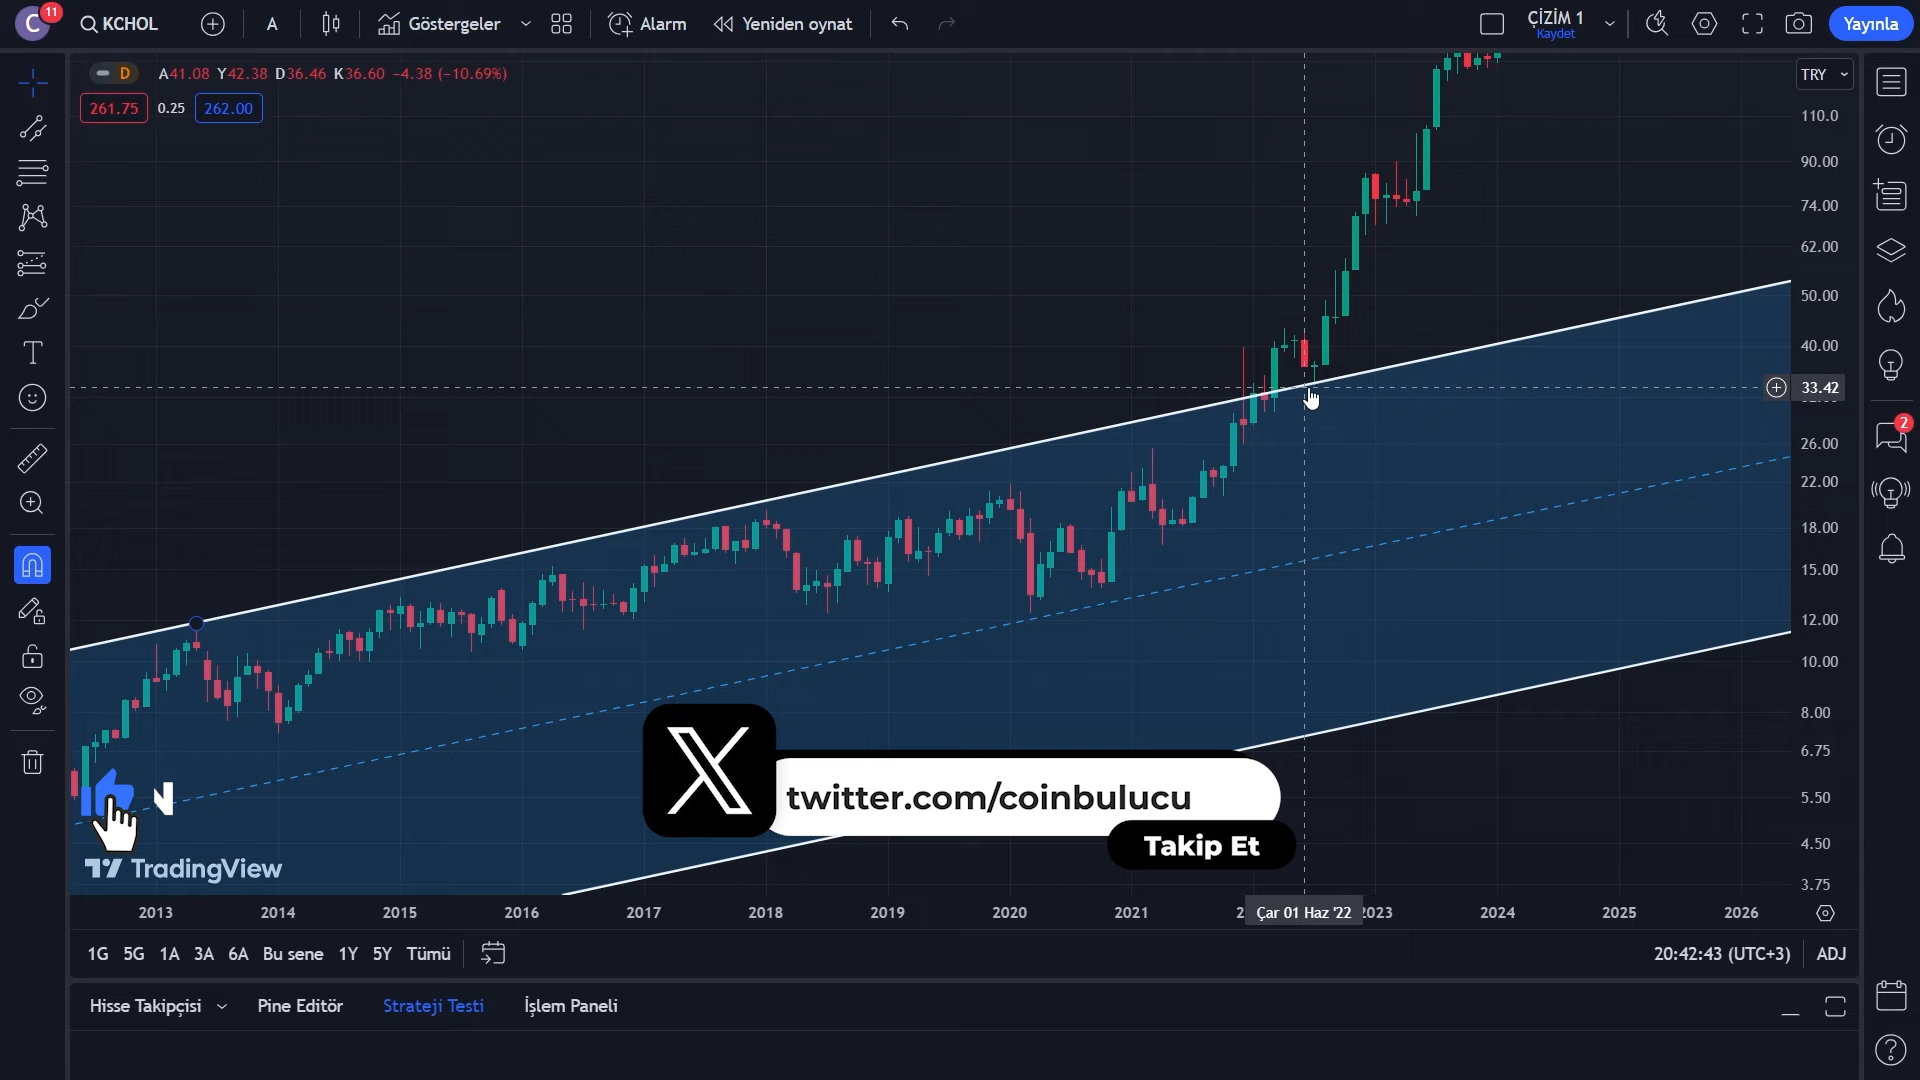 C 11 KCHOL A Göstergeler Alarm Yeniden oynat ÇİZİM 1 Kaydet Yayınla
D A41.08 Y42.38 D36.46 K36.60 -4.38 (-10.69%)
261.75 0.25 262.00
TRY
110.0
90.00
74.00
62.00
50.00
40.00
33.42
26.00
22.00
18.00
15.00
12.00
10.00
8.00
6.75
5.50
4.50
3.75
2
twitter.com/coinbulucu
Takip Et
TradingView
2013 2014 2015 2016 2017 2018 2019 2020 2021 Çar 01 Haz '22 2023 2024 2025 2026
1G 5G 1A 3A 6A Bu sene 1Y 5Y Tümü 20:42:43 (UTC+3) ADJ
Hisse Takipçisi Pine Editör Strateji Testi İşlem Paneli